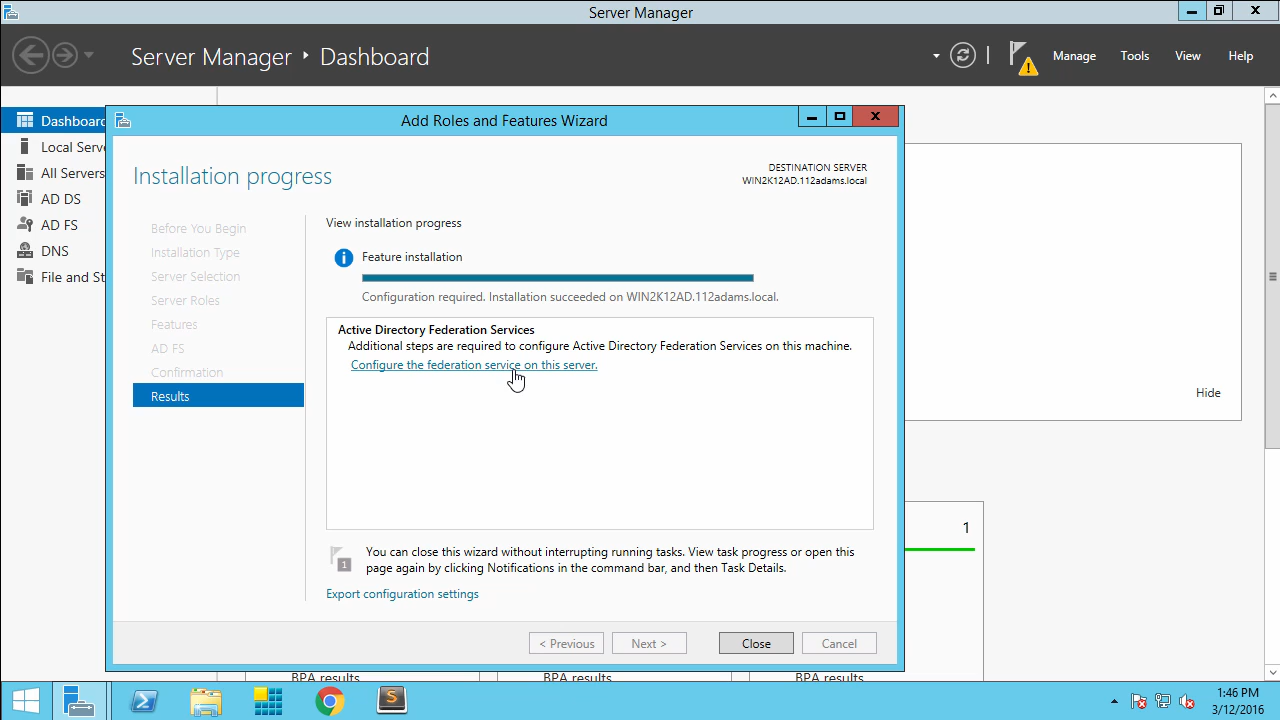 Server Manager
Server Manager ‣ Dashboard
Manage
Tools
View
Help
Dashboard
Local Serve
All Servers
AD DS
AD FS
DNS
File and St
Add Roles and Features Wizard
Installation progress
DESTINATION SERVER
WIN2K12AD.112adams.local
Before You Begin
Installation Type
Server Selection
Server Roles
Features
AD FS
Confirmation
Results
View installation progress
Feature installation
Configuration required. Installation succeeded on WIN2K12AD.112adams.local.
Active Directory Federation Services
Additional steps are required to configure Active Directory Federation Services on this machine.
Configure the federation service on this server.
1
You can close this wizard without interrupting running tasks. View task progress or open this
page again by clicking Notifications in the command bar, and then Task Details.
Export configuration settings
< Previous
Next >
Close
Cancel
Hide
1
BPA results
BPA results
BPA results
1:46 PM
3/12/2016